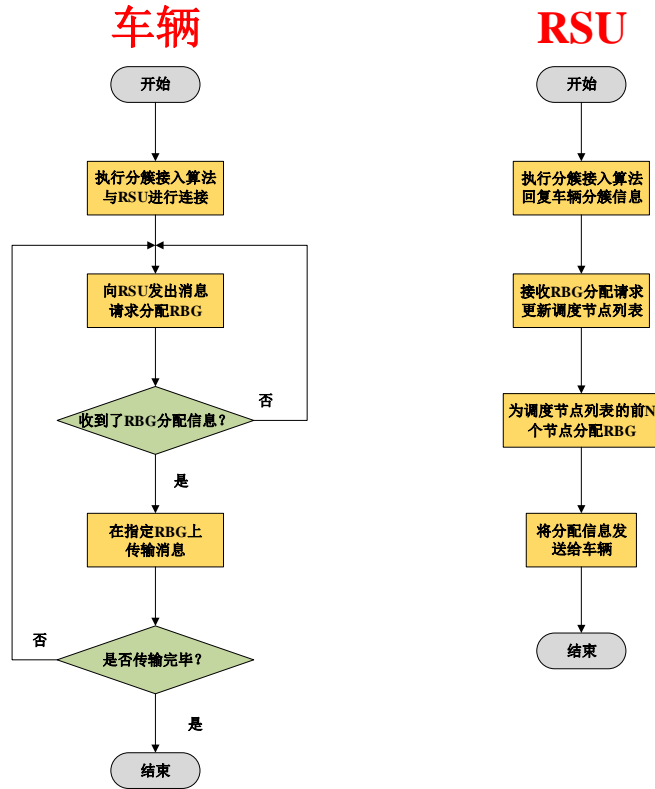 车辆
开始
执行分簇接入算法
与RSU进行连接
向RSU发出消息
请求分配RBG
收到了RBG分配信息？
否
是
在指定RBG上
传输消息
是否传输完毕？
否
是
结束
RSU
开始
执行分簇接入算法
回复车辆分簇信息
接收RBG分配请求
更新调度节点列表
为调度节点列表的前N
个节点分配RBG
将分配信息发
送给车辆
结束